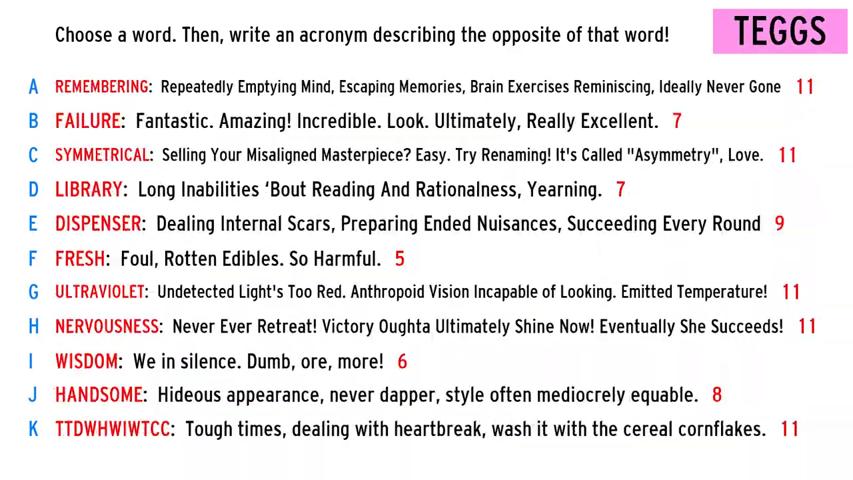 Choose a word. Then, write an acronym describing the opposite of that word!
TEGGS
A REMEMBERING: Repeatedly Emptying Mind, Escaping Memories, Brain Exercises Reminiscing, Ideally Never Gone 11
B FAILURE: Fantastic. Amazing! Incredible. Look. Ultimately, Really Excellent. 7
C SYMMETRICAL: Selling Your Misaligned Masterpiece? Easy. Try Renaming! It's Called "Asymmetry", Love. 11
D LIBRARY: Long Inabilities ‘Bout Reading And Rationalness, Yearning. 7
E DISPENSER: Dealing Internal Scars, Preparing Ended Nuisances, Succeeding Every Round 9
F FRESH: Foul, Rotten Edibles. So Harmful. 5
G ULTRAVIOLET: Undetected Light's Too Red. Anthropoid Vision Incapable of Looking. Emitted Temperature! 11
H NERVOUSNESS: Never Ever Retreat! Victory Oughta Ultimately Shine Now! Eventually She Succeeds! 11
I WISDOM: We in silence. Dumb, ore, more! 6
J HANDSOME: Hideous appearance, never dapper, style often mediocrely equable. 8
K TTDWHWIWTCC: Tough times, dealing with heartbreak, wash it with the cereal cornflakes. 11